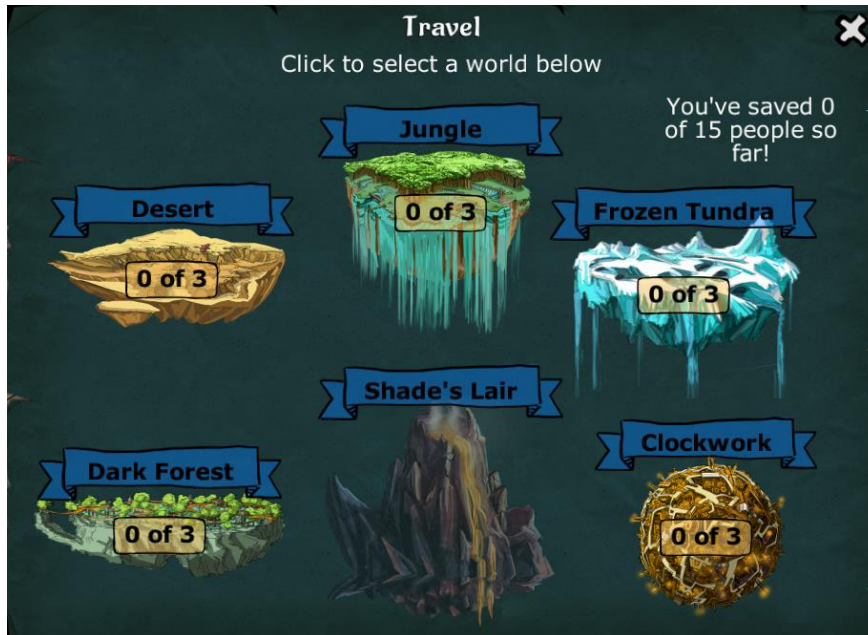 Travel
Click to select a world below
You've saved 0
of 15 people so
far!
Jungle
0 of 3
Desert
0 of 3
Frozen Tundra
0 of 3
Shade's Lair
Dark Forest
0 of 3
Clockwork
0 of 3